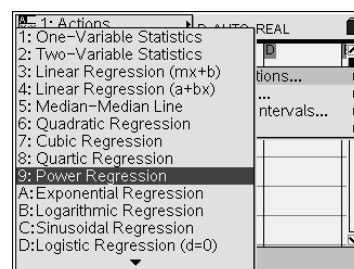 1: Actions
AUTO REAL
1: One-Variable Statistics
D
2: Two-Variable Statistics
3: Linear Regression (mx+b)
tions...
4: Linear Regression (a+bx)
...
5: Median-Median Line
ntervals...
6: Quadratic Regression
7: Cubic Regression
8: Quartic Regression
9: Power Regression
A:Exponential Regression
B:Logarithmic Regression
C:Sinusoidal Regression
D:Logistic Regression (d=0)